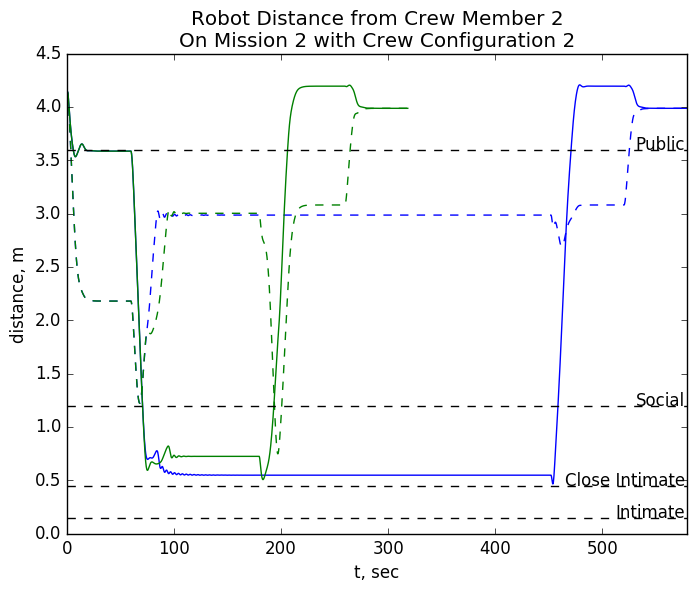 Robot Distance from Crew Member 2
On Mission 2 with Crew Configuration 2
4.5
4.0
3.5
3.0
2.5
2.0
1.5
1.0
0.5
0.0
distance, m
Public
Social
Close Intimate
Intimate
0 100 200 300 400 500
t, sec